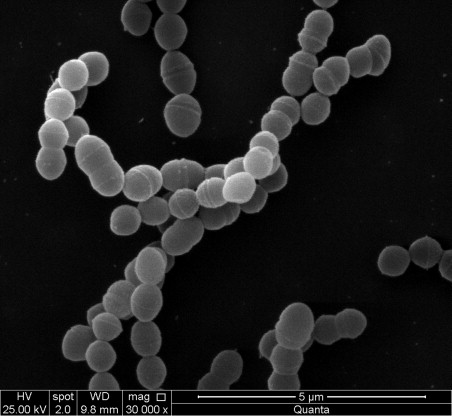 HV spot WD mag □ 5 µm
25.00 kV 2.0 9.8 mm 30 000 x Quanta